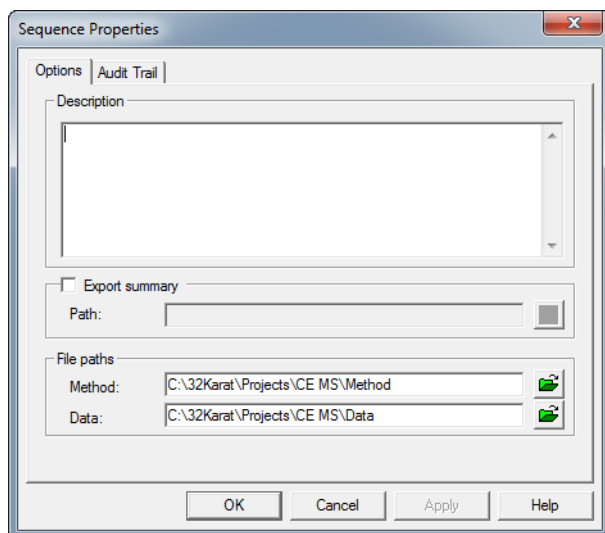 Sequence Properties
Options
Audit Trail
Description
Export summary
Path:
File paths
Method: C:\32Karat\Projects\CE MS\Method
Data: C:\32Karat\Projects\CE MS\Data
OK Cancel Apply Help